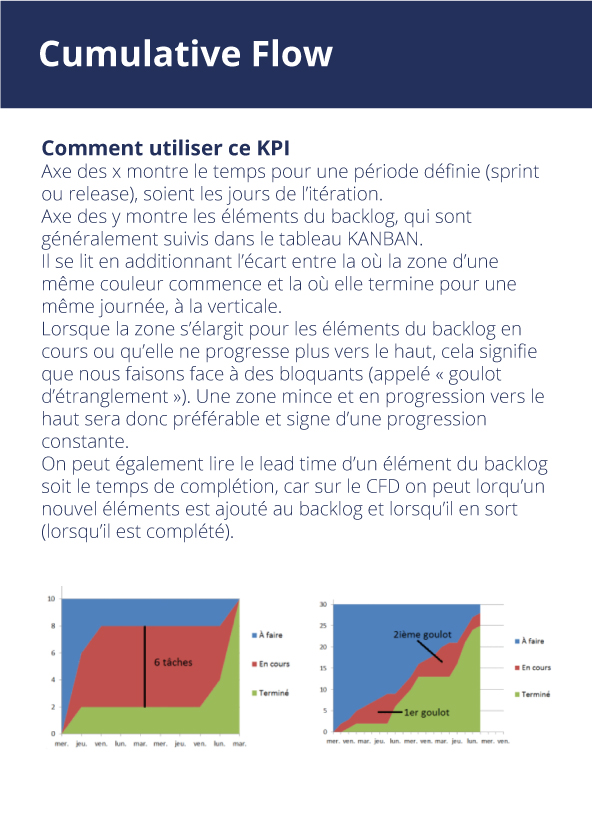 Cumulative Flow
Comment utiliser ce KPI
Axe des x montre le temps pour une période définie (sprint
ou release), soient les jours de l’itération.
Axe des y montre les éléments du backlog, qui sont
généralement suivis dans le tableau KANBAN.
Il se lit en additionnant l’écart entre la où la zone d’une
même couleur commence et la où elle termine pour une
même journée, à la verticale.
Lorsque la zone s’élargit pour les éléments du backlog en
cours ou qu’elle ne progresse plus vers le haut, cela signifie
que nous faisons face à des bloquants (appelé « goulot
d’étranglement »). Une zone mince et en progression vers le
haut sera donc préférable et signe d’une progression
constante.
On peut également lire le lead time d’un élément du backlog
soit le temps de complétion, car sur le CFD on peut lorqu’un
nouvel éléments est ajouté au backlog et lorsqu’il en sort
(lorsqu’il est complété).
10
8
6
4
2
0
6 tâches
À faire
En cours
Terminé
mer. jeu. ven. lun. mar. mer. jeu. ven. lun. mar.
30
25
20
15
10
5
0
2ième goulot
1er goulot
À faire
En cours
Terminé
mer. ven. mar. jeu. lun. mer. ven. mar. jeu. lun. mer. ven.